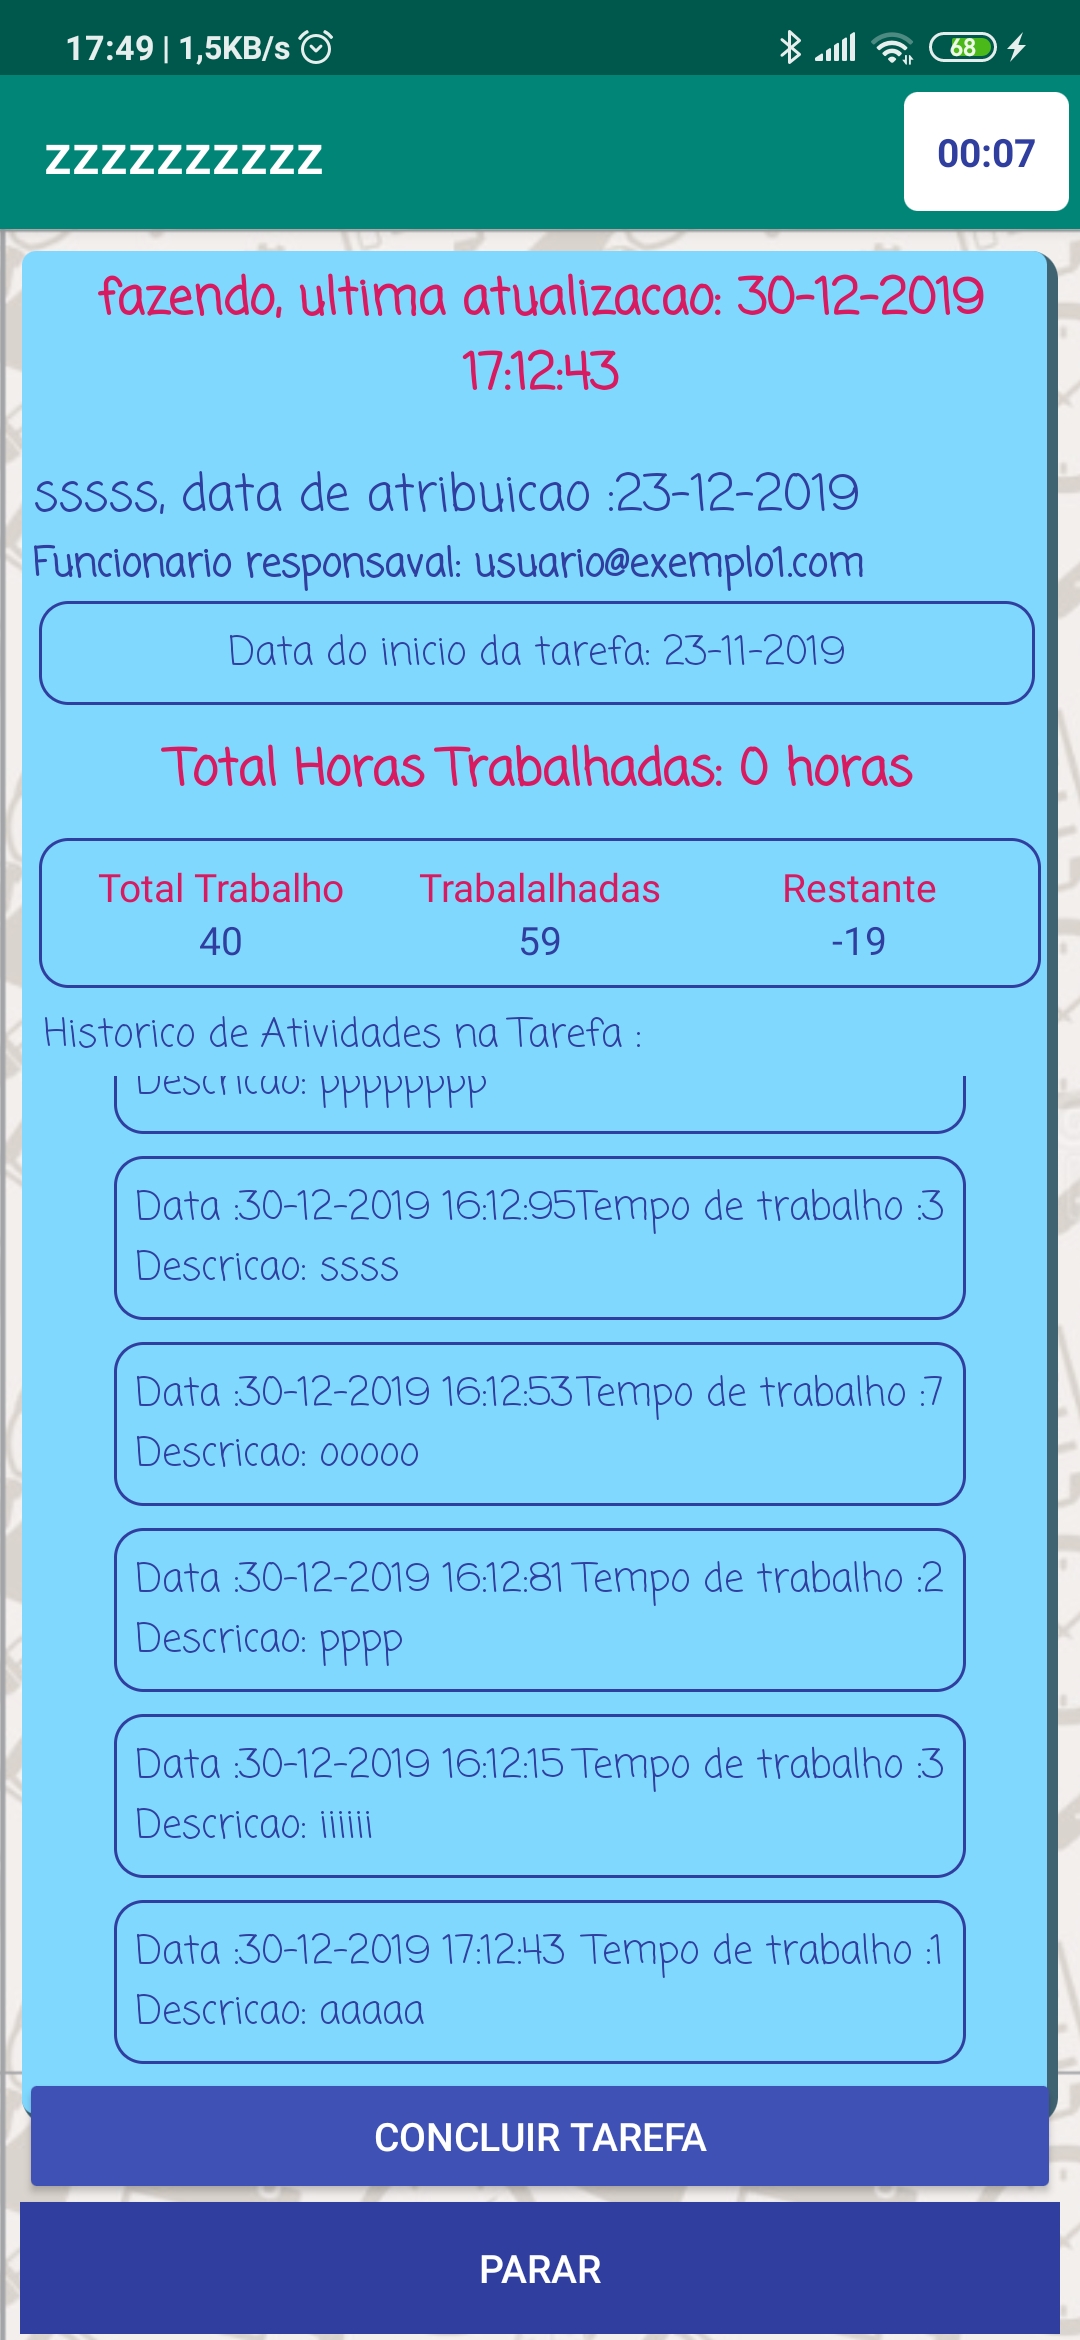 17:49 | 1,5KB/s
68
zzzzzzzzzz
00:07
fazendo, ultima atualizacao: 30-12-2019
17:12:43
sssss, data de atribuicao :23-12-2019
Funcionario responsaval: usuario@exemplo1.com
Data do inicio da tarefa: 23-11-2019
Total Horas Trabalhadas: 0 horas
Total Trabalho Trabalalhadas Restante
40 59 -19
Historico de Atividades na Tarefa :
Descricao: pppppppp
Data :30-12-2019 16:12:95Tempo de trabalho :3
Descricao: ssss
Data :30-12-2019 16:12:53Tempo de trabalho :7
Descricao: ooooo
Data :30-12-2019 16:12:81 Tempo de trabalho :2
Descricao: pppp
Data :30-12-2019 16:12:15 Tempo de trabalho :3
Descricao: iiiiii
Data :30-12-2019 17:12:43 Tempo de trabalho :1
Descricao: aaaaa
CONCLUIR TAREFA
PARAR